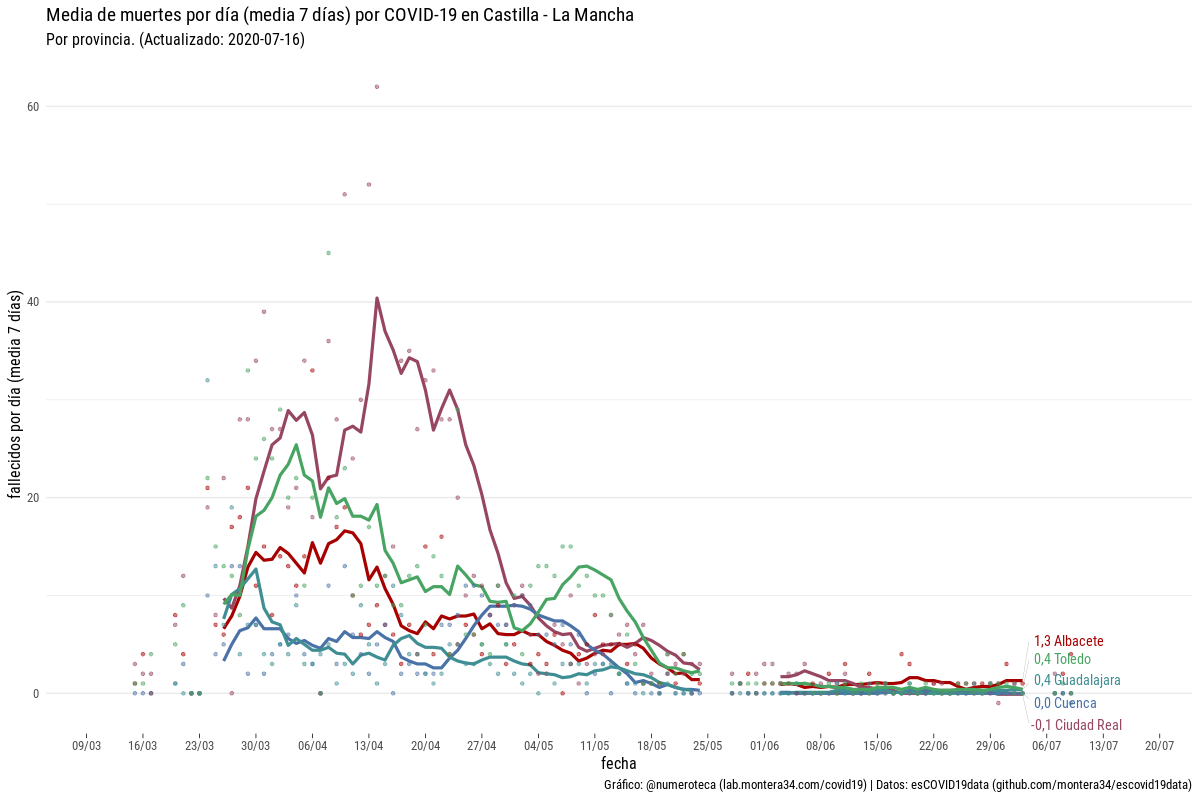 Media de muertes por día (media 7 días) por COVID-19 en Castilla - La Mancha
Por provincia. (Actualizado: 2020-07-16)
fallecidos por día (media 7 días)
60
40
20
0
1,3 Albacete
0,4 Toledo
0,4 Guadalajara
0,0 Cuenca
-0,1 Ciudad Real
09/03 16/03 23/03 30/03 06/04 13/04 20/04 27/04 04/05 11/05 18/05 25/05 01/06 08/06 15/06 22/06 29/06 06/07 13/07 20/07
fecha
Gráfico: @numeroteca (lab.montera34.com/covid19) | Datos: esCOVID19data (github.com/montera34/escovid19data)